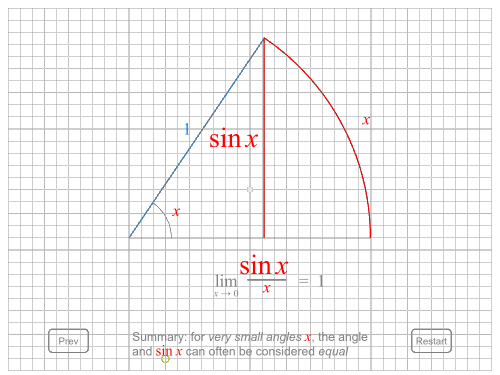 1
x
sin x
x
lim x → 0 sin x / x = 1
Prev
Summary: for very small angles x, the angle
and sin x can often be considered equal
Restart